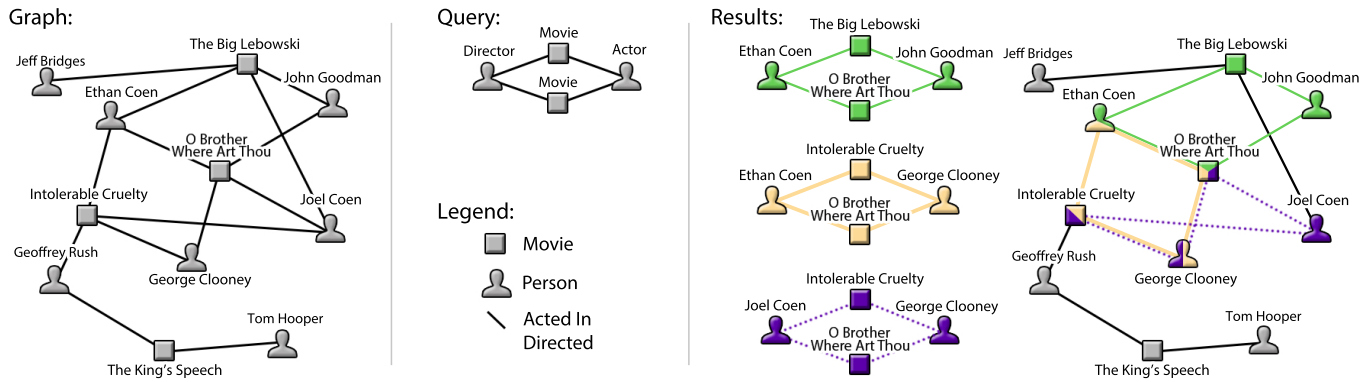 Graph:
The Big Lebowski
Jeff Bridges
John Goodman
Ethan Coen
O Brother
Where Art Thou
Intolerable Cruelty
Joel Coen
Geoffrey Rush
George Clooney
Tom Hooper
The King's Speech
Query:
Movie
Director
Actor
Movie
Legend:
Movie
Person
Acted In
Directed
Results:
The Big Lebowski
Ethan Coen
John Goodman
O Brother
Where Art Thou
Intolerable Cruelty
Ethan Coen
George Clooney
O Brother
Where Art Thou
Intolerable Cruelty
Joel Coen
George Clooney
O Brother
Where Art Thou
The Big Lebowski
Jeff Bridges
John Goodman
Ethan Coen
O Brother
Where Art Thou
Intolerable Cruelty
Joel Coen
Geoffrey Rush
George Clooney
Tom Hooper
The King's Speech